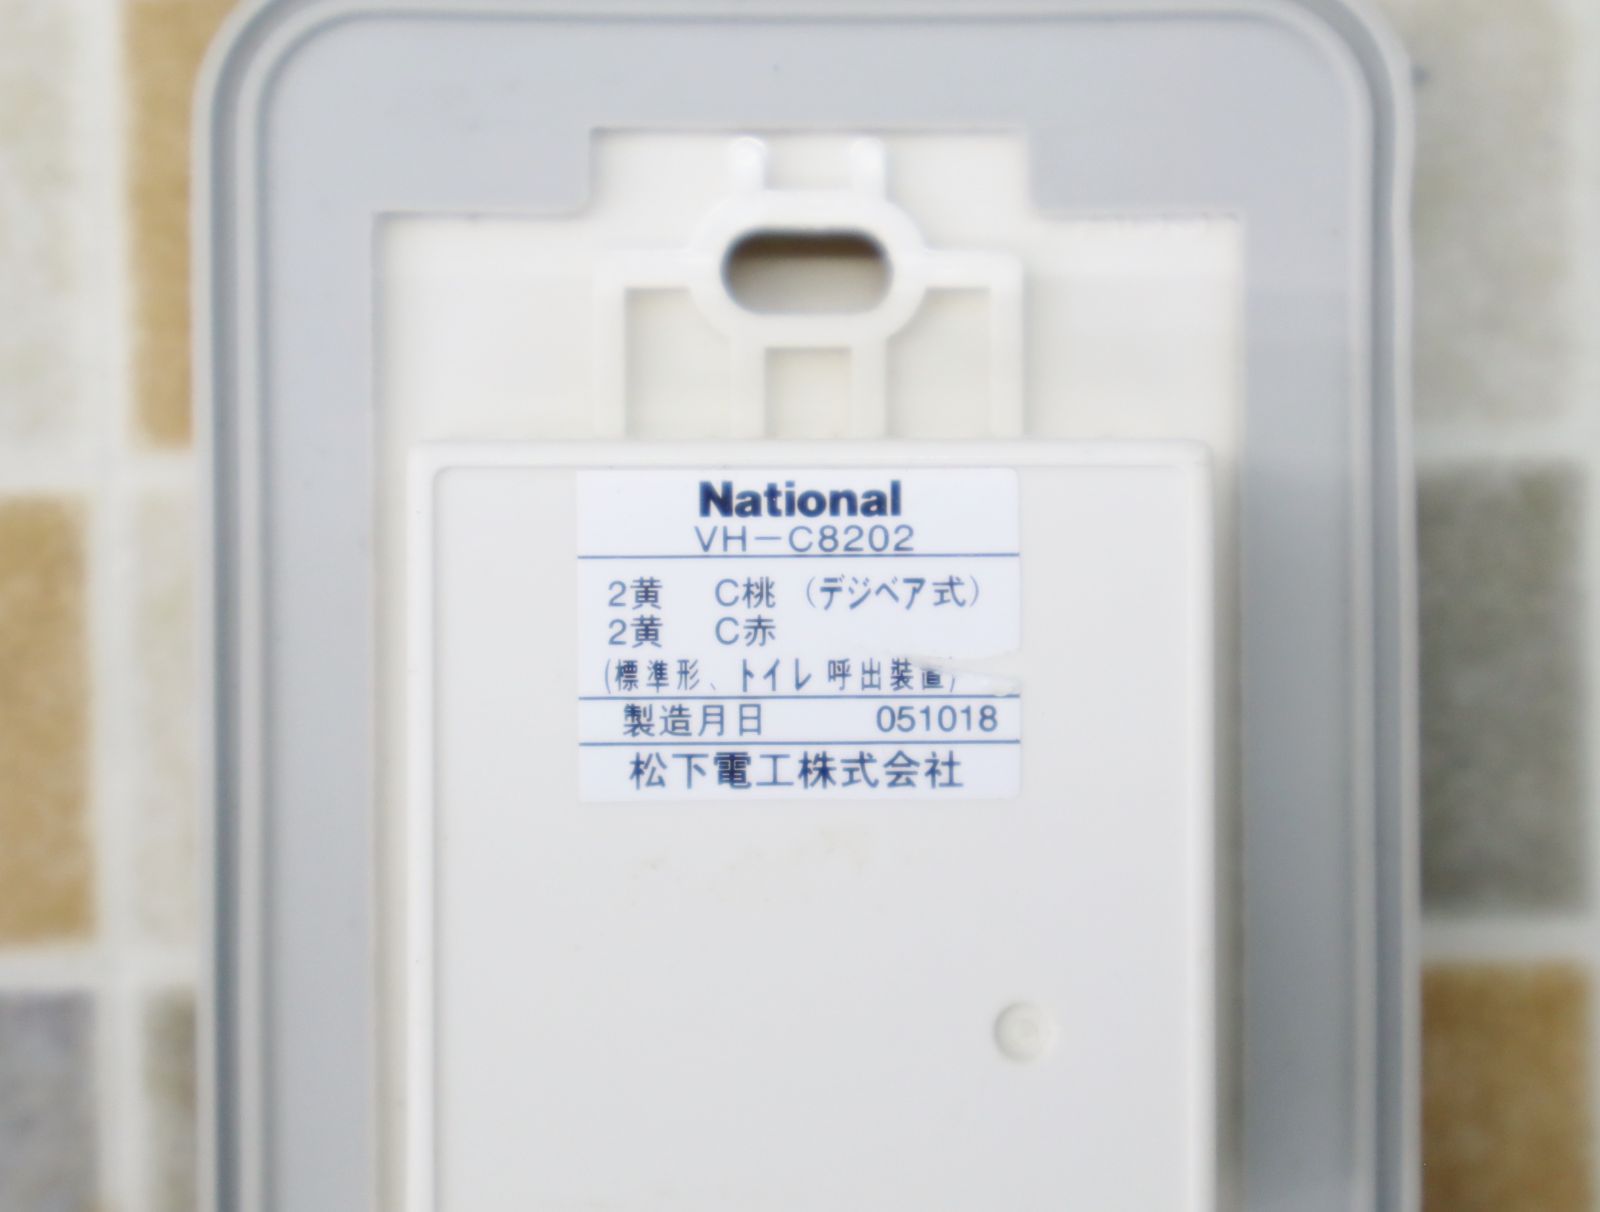 National
VH-C8202
2黄 C桃 (デジペア式)
2黄 C赤
(標準形、トイレ呼出装置)
製造月日 051018
松下電工株式会社